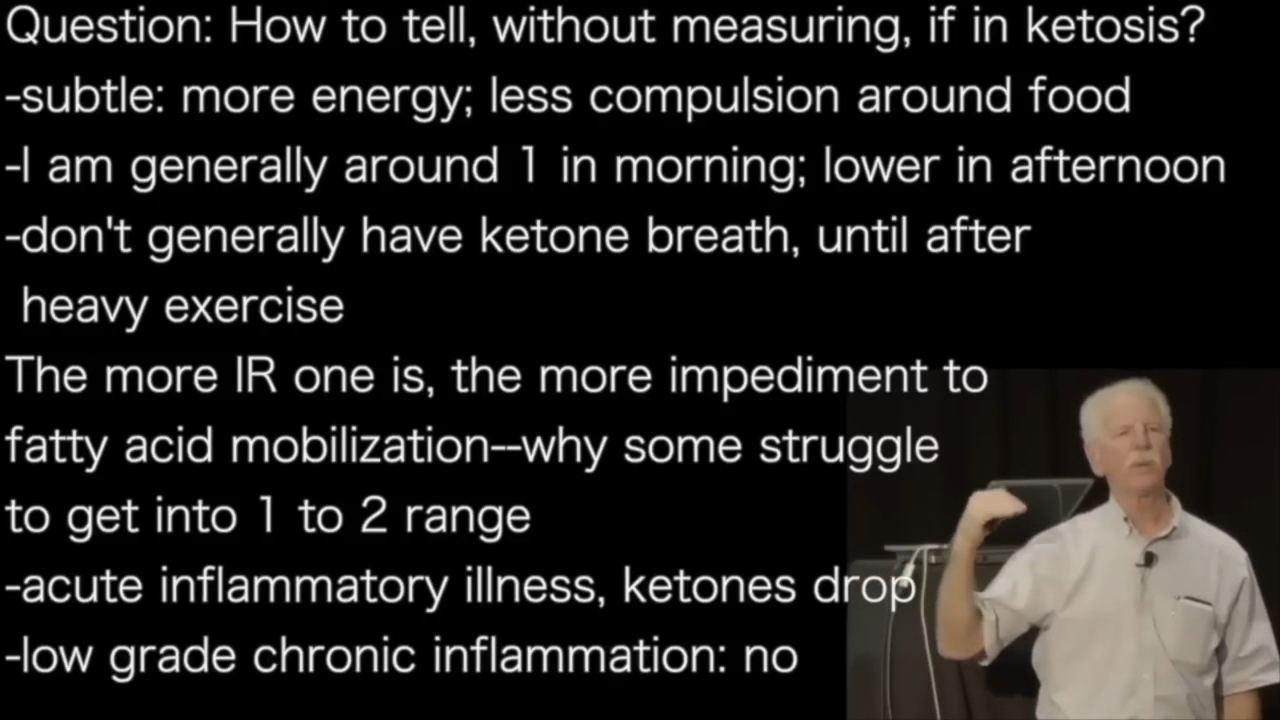 Question: How to tell, without measuring, if in ketosis?
-subtle: more energy; less compulsion around food
-I am generally around 1 in morning; lower in afternoon
-don't generally have ketone breath, until after
heavy exercise
The more IR one is, the more impediment to
fatty acid mobilization--why some struggle
to get into 1 to 2 range
-acute inflammatory illness, ketones drop
-low grade chronic inflammation: no